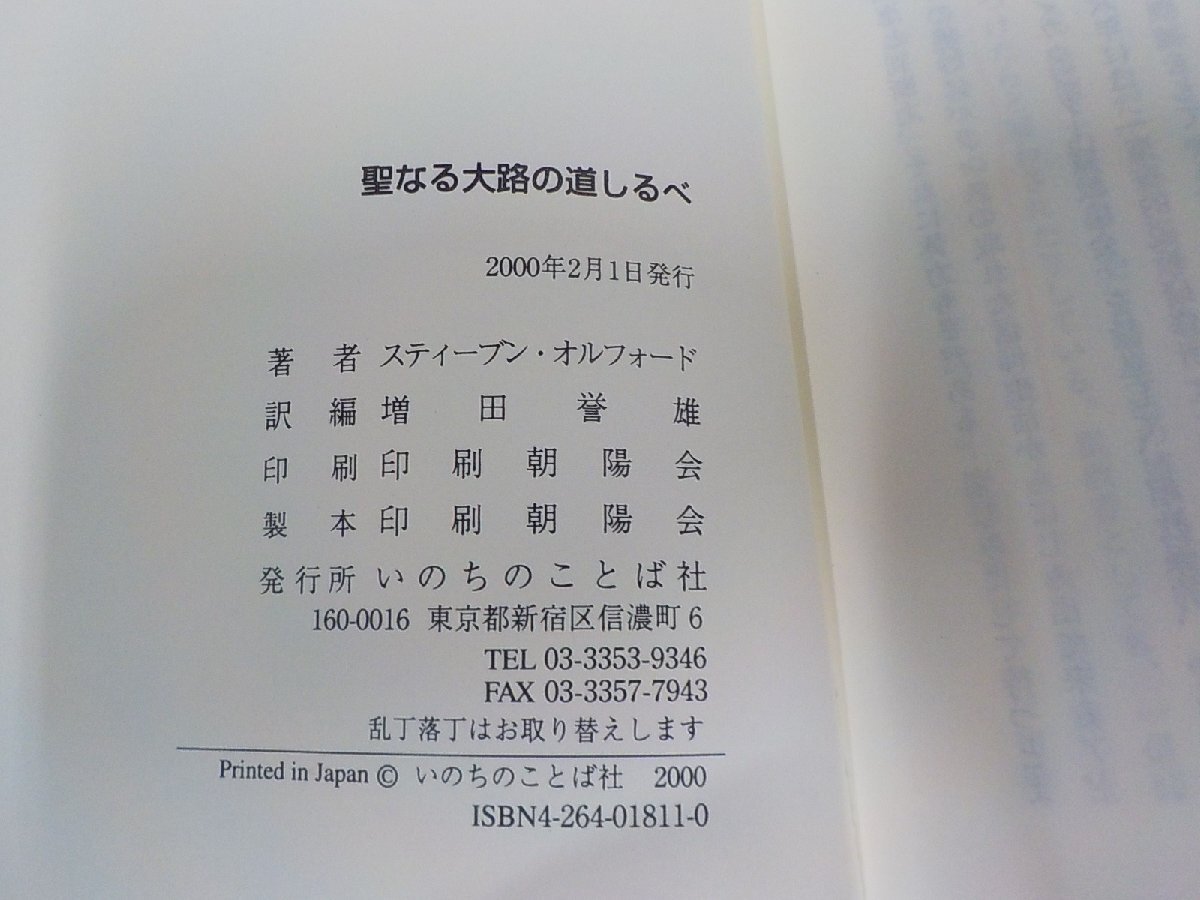 聖なる大路の道しるべ
2000年2月1日発行
著者 スティーブン・オルフォード
訳編 増田誉雄
印刷 印刷朝陽会
製本 印刷朝陽会
発行所 いのちのことば社
160-0016 東京都新宿区信濃町6
TEL 03-3353-9346
FAX 03-3357-7943
乱丁落丁はお取り替えします
Printed in Japan © いのちのことば社 2000
ISBN4-264-01811-0